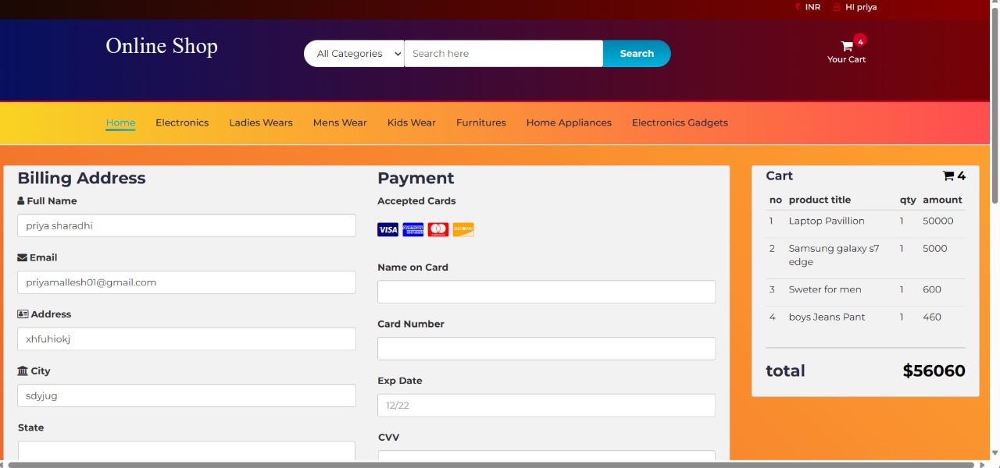 ₹ INR HI priya
Online Shop
All Categories Search here Search
4
Your Cart
Home Electronics Ladies Wears Mens Wear Kids Wear Furnitures Home Appliances Electronics Gadgets
Billing Address
Full Name
priya sharadhi
Email
priyamallesh01@gmail.com
Address
xhfuhiokj
City
sdyjug
State
Payment
Accepted Cards
VISA AMERICAN EXPRESS DISCOVER
Name on Card
Card Number
Exp Date
12/22
CVV
Cart 4
no product title qty amount
1 Laptop Pavillion 1 50000
2 Samsung galaxy s7 1 5000
edge
3 Sweter for men 1 600
4 boys Jeans Pant 1 460
total $56060